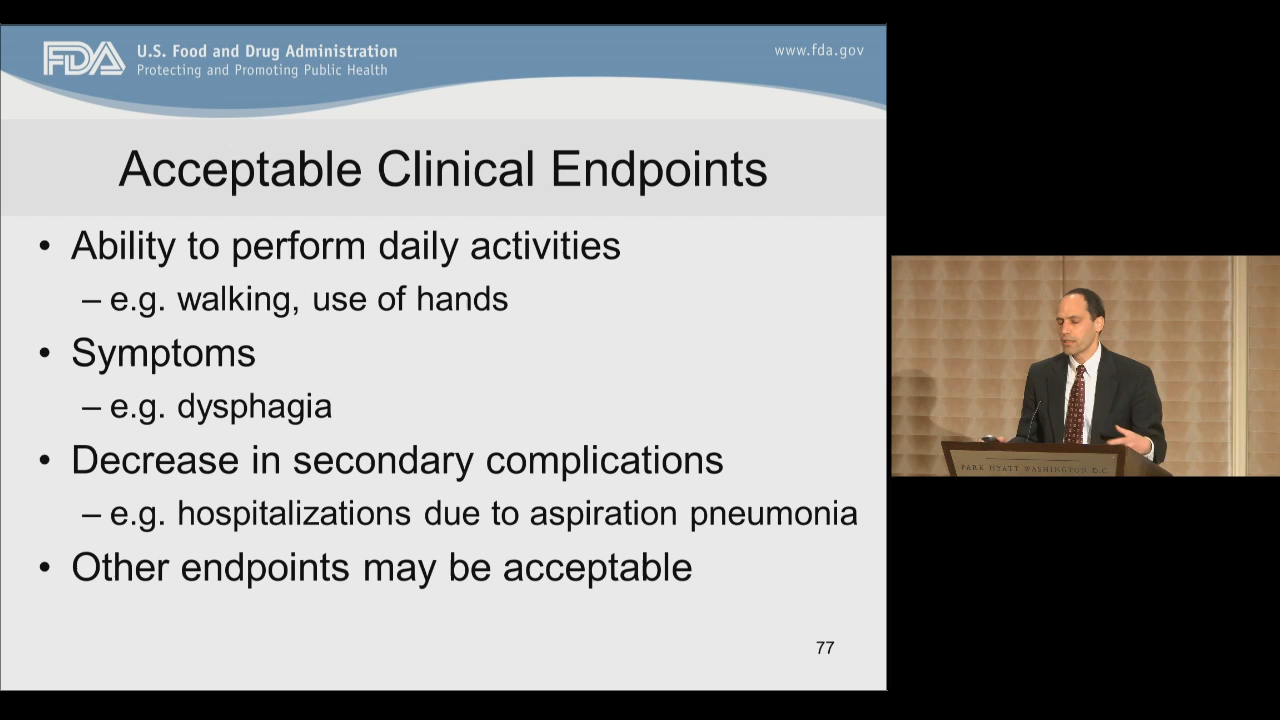 FDA U.S. Food and Drug Administration
Protecting and Promoting Public Health
www.fda.gov
Acceptable Clinical Endpoints
• Ability to perform daily activities
– e.g. walking, use of hands
• Symptoms
– e.g. dysphagia
• Decrease in secondary complications
– e.g. hospitalizations due to aspiration pneumonia
• Other endpoints may be acceptable
77
PARK HYATT WASHINGTON D.C.